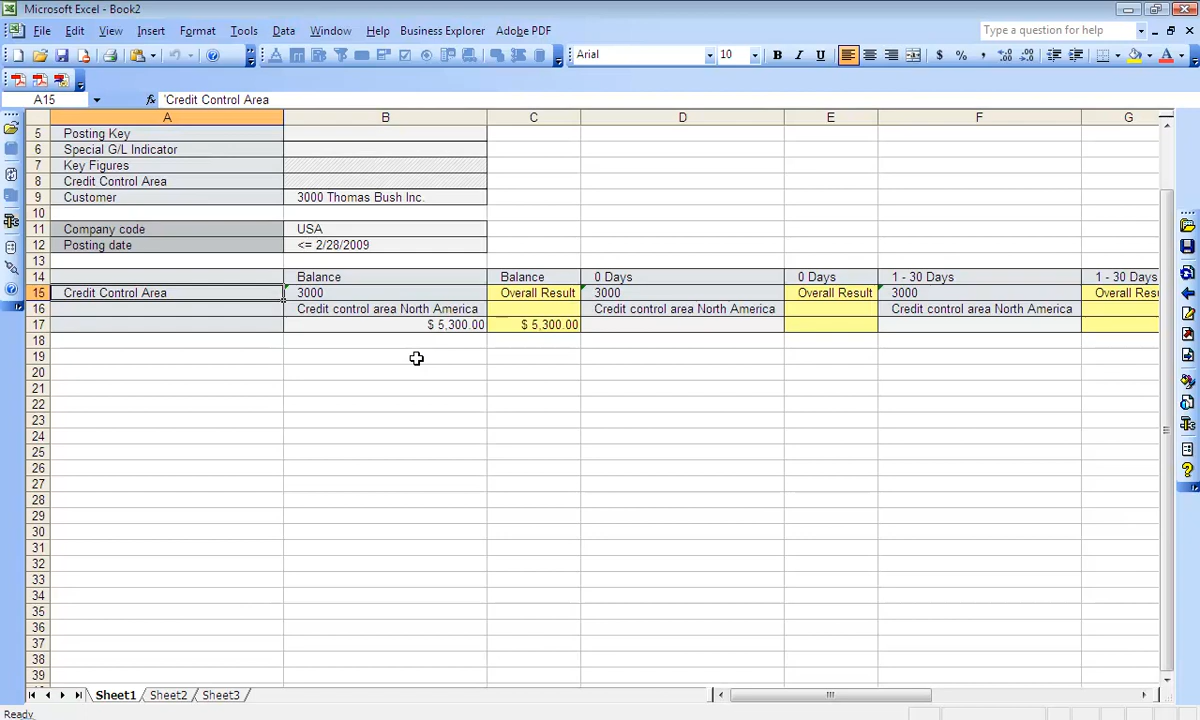 Microsoft Excel - Book2
File Edit View Insert Format Tools Data Window Help Business Explorer Adobe PDF Type a question for help
Arial 10 B I U $ % ,
A15 fx 'Credit Control Area
A B C D E F G
5 Posting Key
6 Special G/L Indicator
7 Key Figures
8 Credit Control Area
9 Customer 3000 Thomas Bush Inc.
10
11 Company code USA
12 Posting date <= 2/28/2009
13
14 Balance Balance 0 Days 0 Days 1 - 30 Days 1 - 30 Days
15 Credit Control Area 3000 Overall Result 3000 Overall Result 3000
16 Credit control area North America Credit control area North America Credit control area North America
17 $ 5,300.00 $ 5,300.00
18
19
20
21
22
23
24
25
26
27
28
29
30
31
32
33
34
35
36
37
38
39
Sheet1 Sheet2 Sheet3
Ready